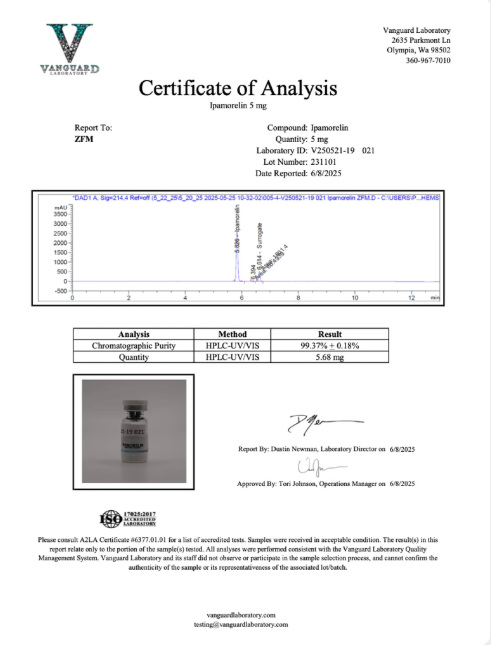 VANGUARD
LABORATORY
Vanguard Laboratory
2635 Parkmont Ln
Olympia, Wa 98502
360-967-7010
Certificate of Analysis
Ipamorelin 5 mg
Report To:
ZFM
Compound: Ipamorelin
Quantity: 5 mg
Laboratory ID: V250521-19 021
Lot Number: 231101
Date Reported: 6/8/2025
*DAD1 A, Sig=214,4 Ref=off (5_22_25\5_20_25 2025-05-25 10-32-02\005-4-V250521-19 021 Ipamorelin ZFM.D - C:\USERS\P...HEMS
mAU
3500
3000
2500
2000
1500
1000
500
0
-500
Ipamorelin
Surrogate
0 2 4 6 8 10 12 min
Analysis Method Result
Chromatographic Purity HPLC-UV/VIS 99.37% ± 0.18%
Quantity HPLC-UV/VIS 5.68 mg
Report By: Dustin Newman, Laboratory Director on 6/8/2025
Approved By: Tori Johnson, Operations Manager on 6/8/2025
ISO 17025:2017
ACCREDITED
LABORATORY
Please consult A2LA Certificate #6377.01.01 for a list of accredited tests. Samples were received in acceptable condition. The result(s) in this
report relate only to the portion of the sample(s) tested. All analyses were performed consistent with the Vanguard Laboratory Quality
Management System. Vanguard Laboratory and its staff did not observe or participate in the sample selection process, and cannot confirm the
authenticity of the sample or its representativeness of the associated lot/batch.
vanguardlaboratory.com
testing@vanguardlaboratory.com